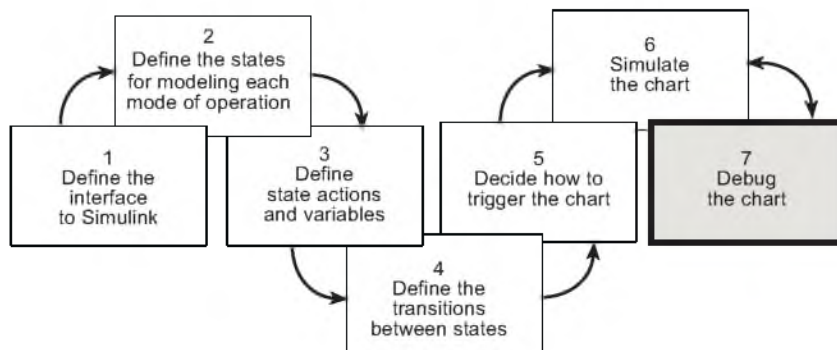 1
Define the
interface
to Simulink
2
Define the states
for modeling each
mode of operation
3
Define
state actions
and variables
4
Define the
transitions
between states
5
Decide how to
trigger the chart
6
Simulate
the chart
7
Debug
the chart